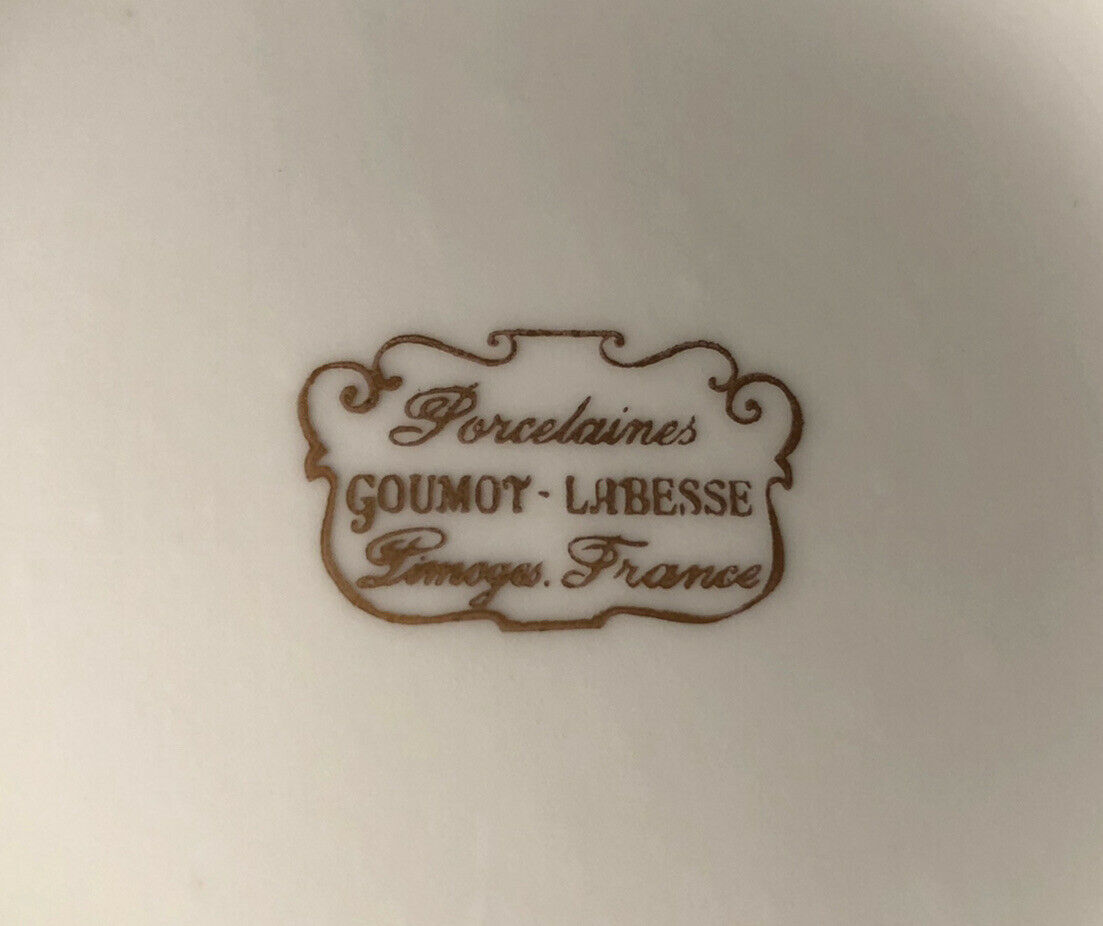 Porcelaines
GOUMOT - LABESSE
Limoges. France